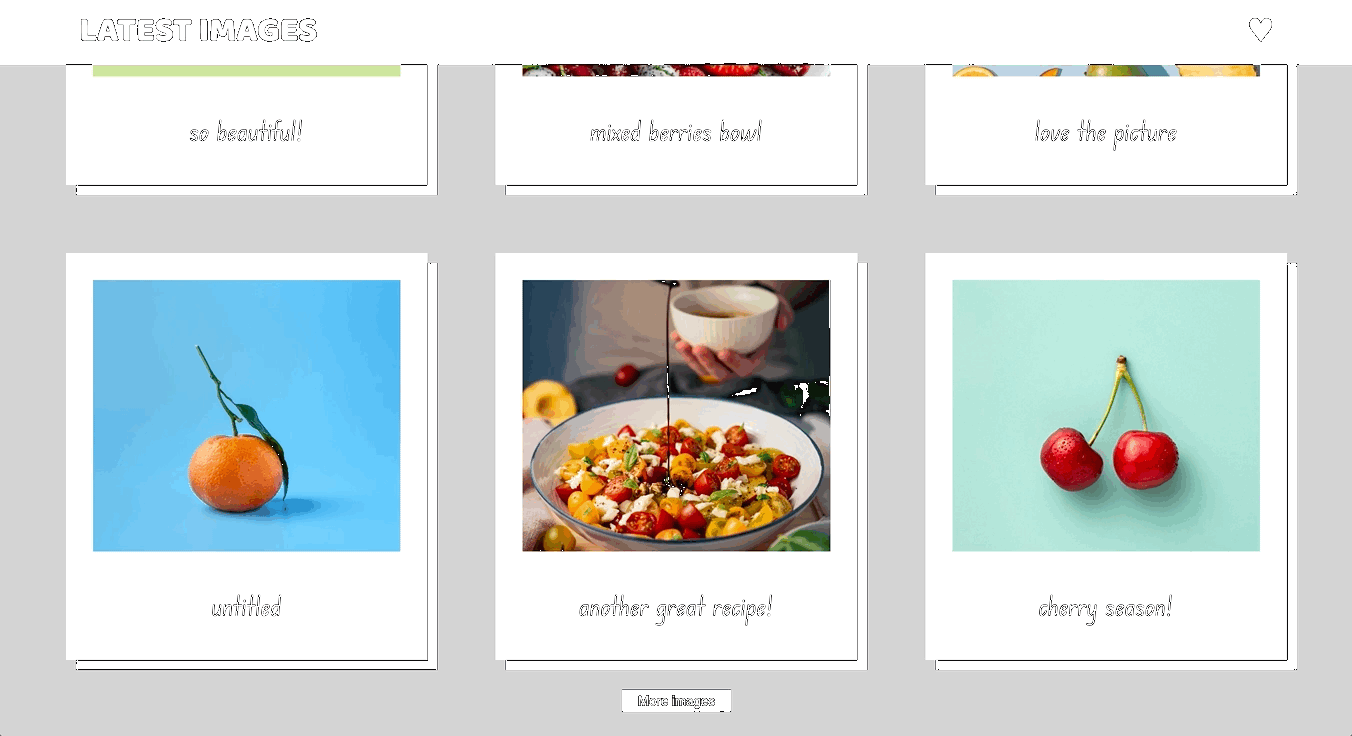 LATEST IMAGES
so beautiful!
mixed berries bowl
love the picture
untitled
another great recipe!
cherry season!
More images